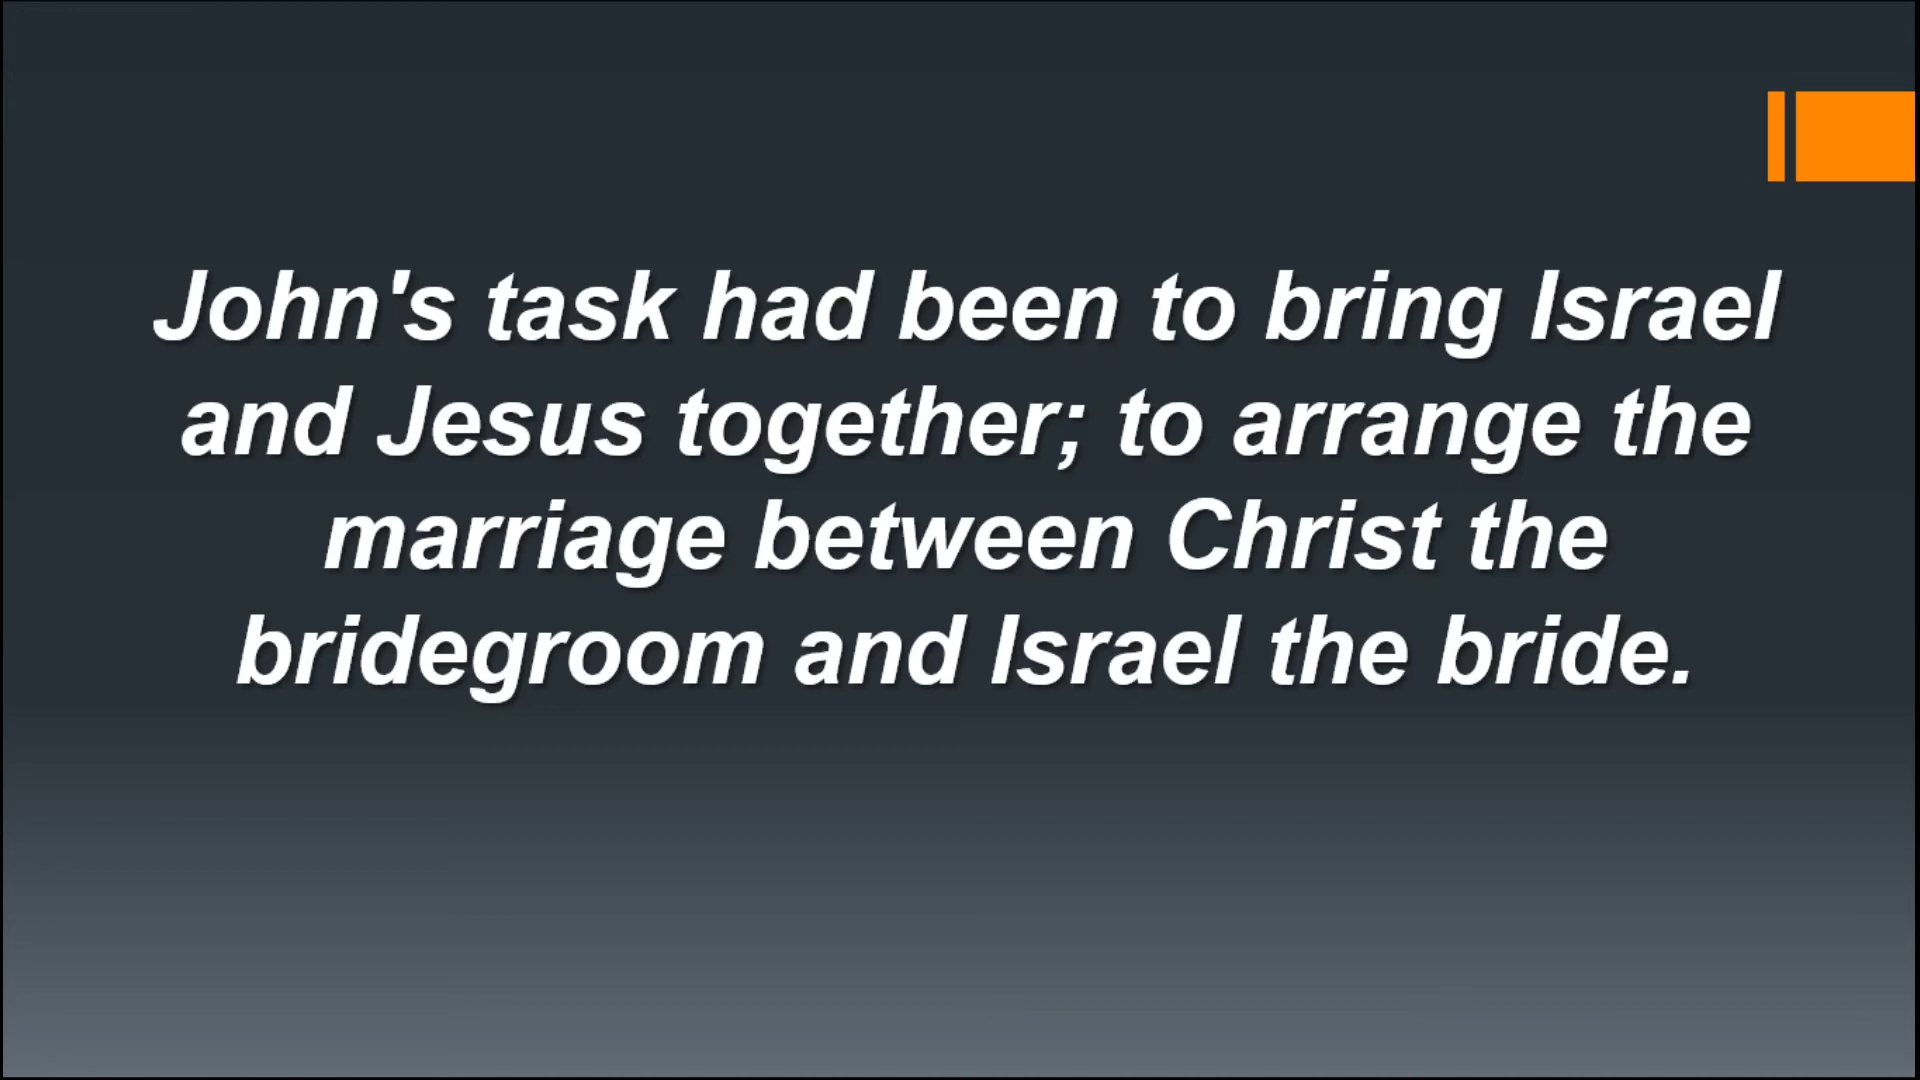 John's task had been to bring Israel
and Jesus together; to arrange the
marriage between Christ the
bridegroom and Israel the bride.